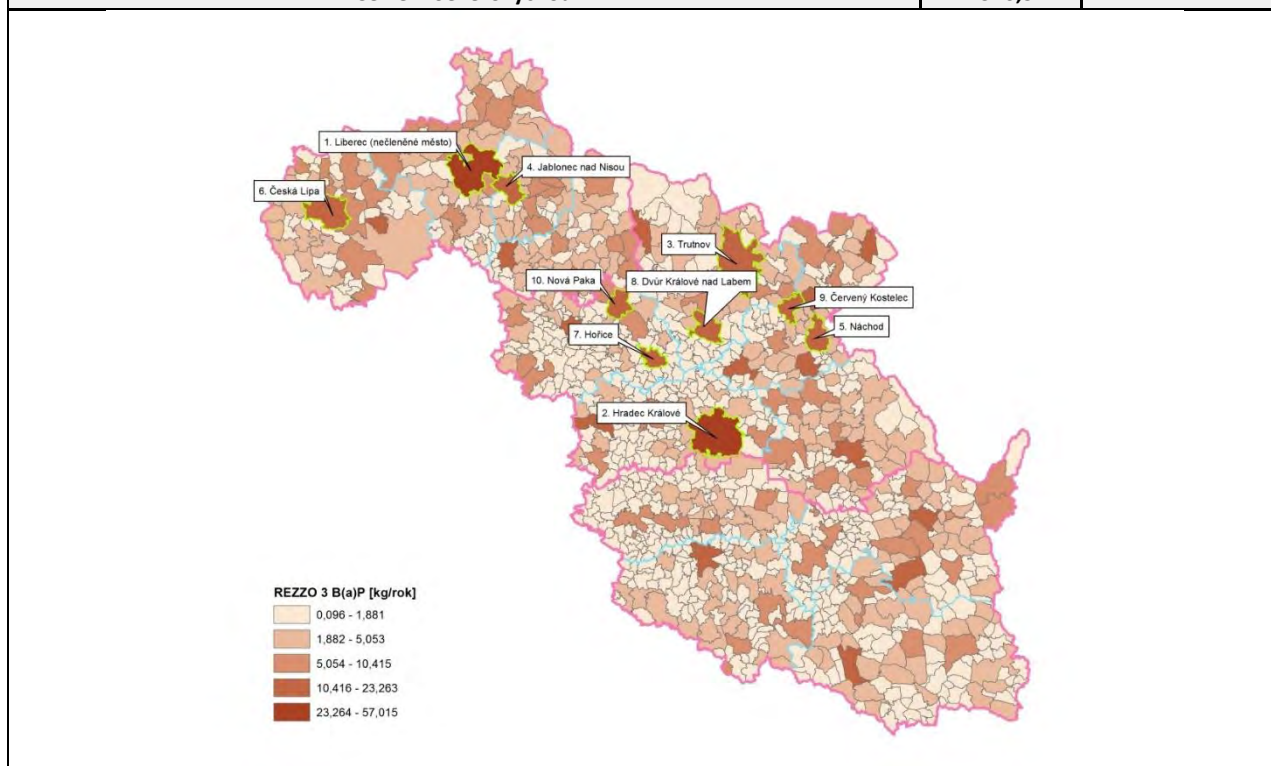 1. Liberec (nečleněné město)
4. Jablonec nad Nisou
6. Česká Lípa
3. Trutnov
10. Nová Paka
8. Dvůr Králové nad Labem
9. Červený Kostelec
5. Náchod
7. Hořice
2. Hradec Králové
REZZO 3 B(a)P [kg/rok]
0,096 - 1,881
1,882 - 5,053
5,054 - 10,415
10,416 - 23,263
23,264 - 57,015